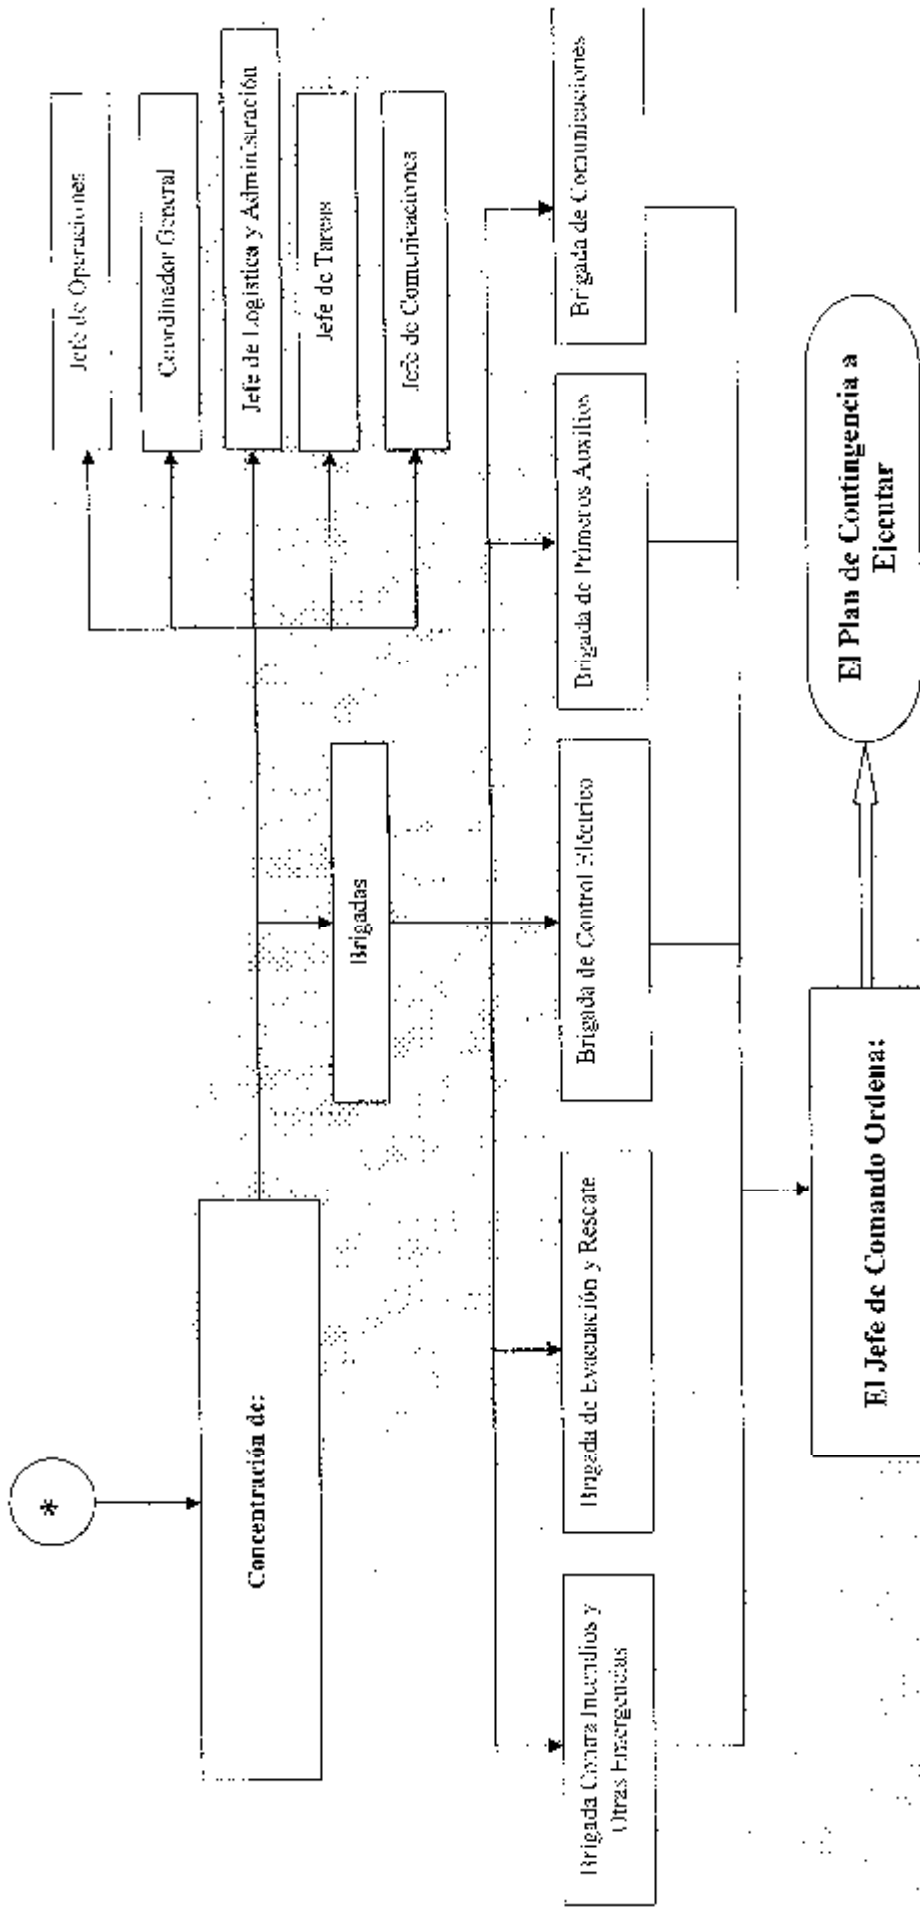 *
Concentración de:
Jefe de Operaciones
Coordinador General
Jefe de Logística y Administración
Jefe de Tareas
Jefe de Comunicaciones
Brigadas
Brigada Contra Incendios y
Otras Emergencias
Brigada de Evacuación y Rescate
Brigada de Control Eléctrico
Brigada de Primeros Auxilios
Brigada de Comunicaciones
El Jefe de Comando Ordena:
El Plan de Contingencia a
Ejecutar